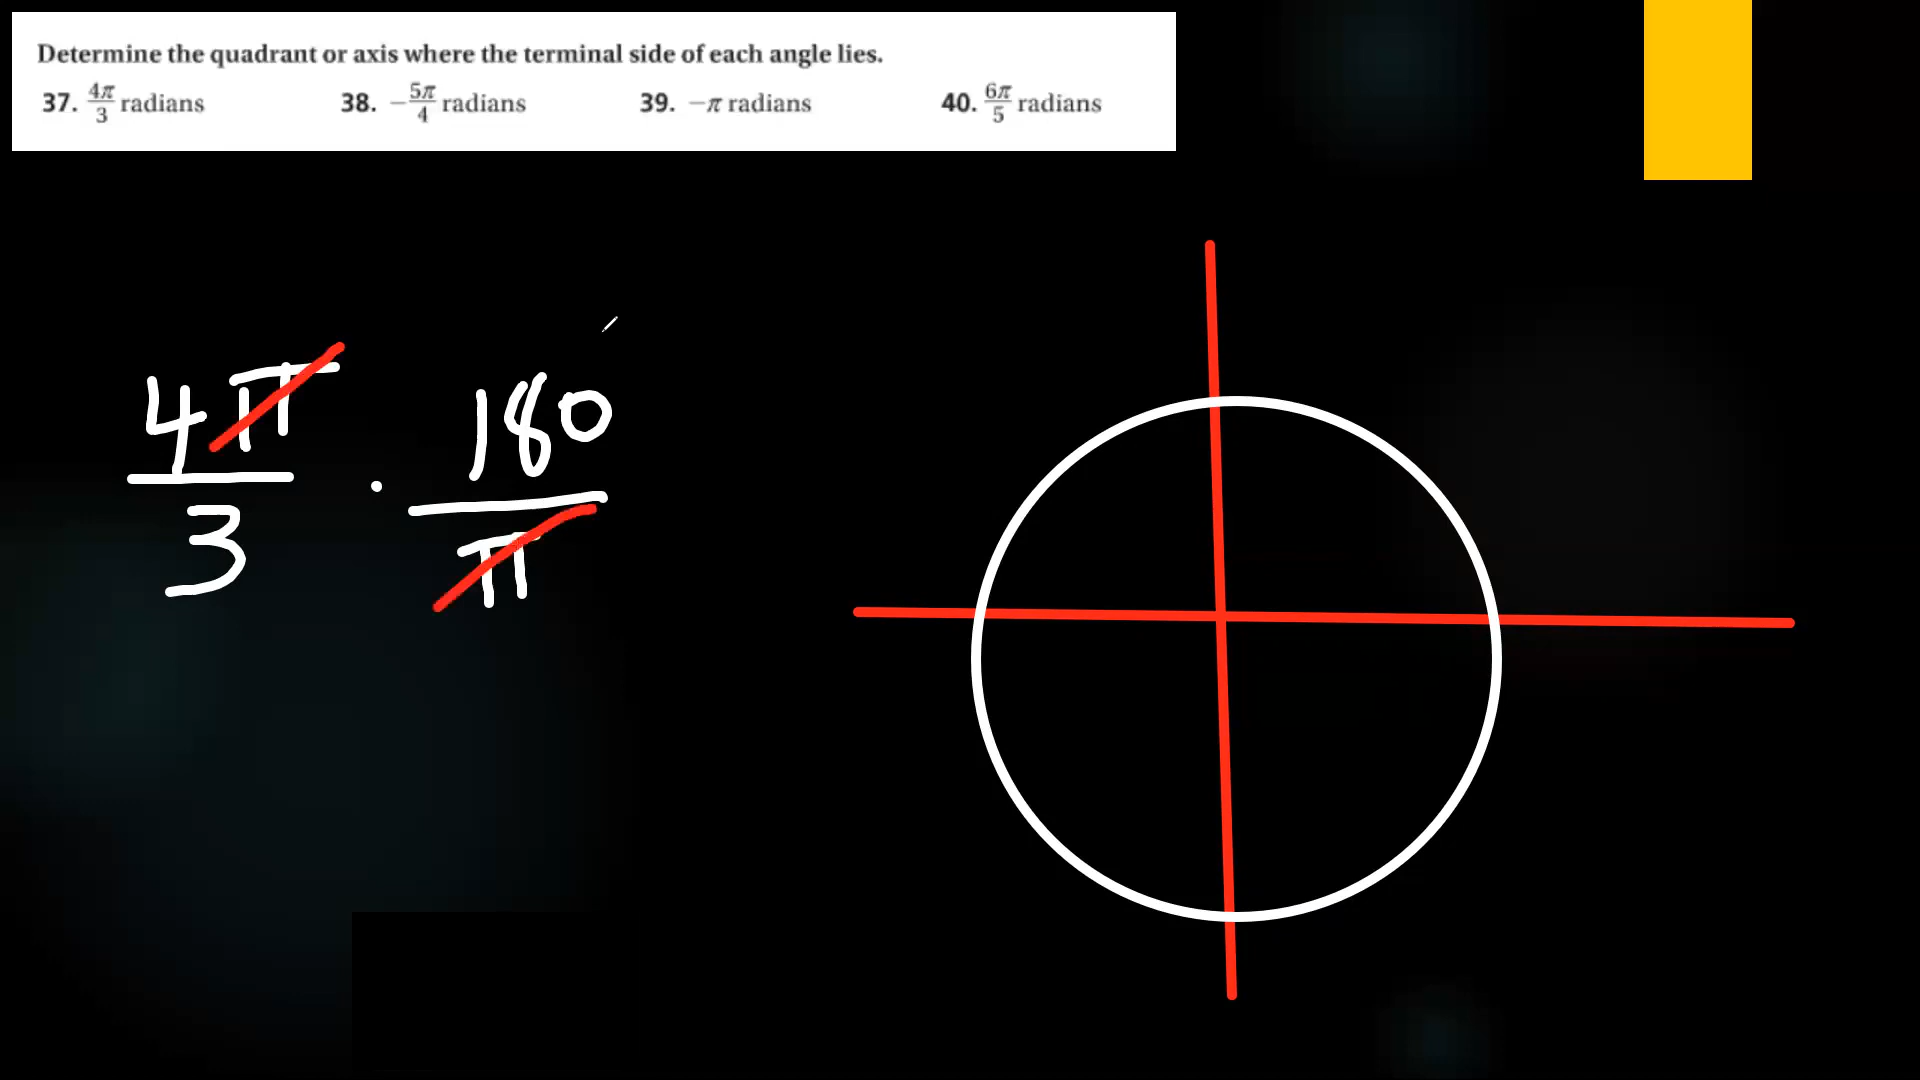 Determine the quadrant or axis where the terminal side of each angle lies.
37. 4π/3 radians 38. −5π/4 radians 39. −π radians 40. 6π/5 radians
4π/3 · 180/π